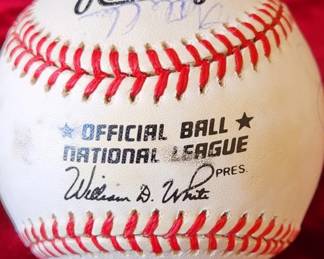 ★ OFFICIAL BALL ★
NATIONAL LEAGUE
William D. White PRES.